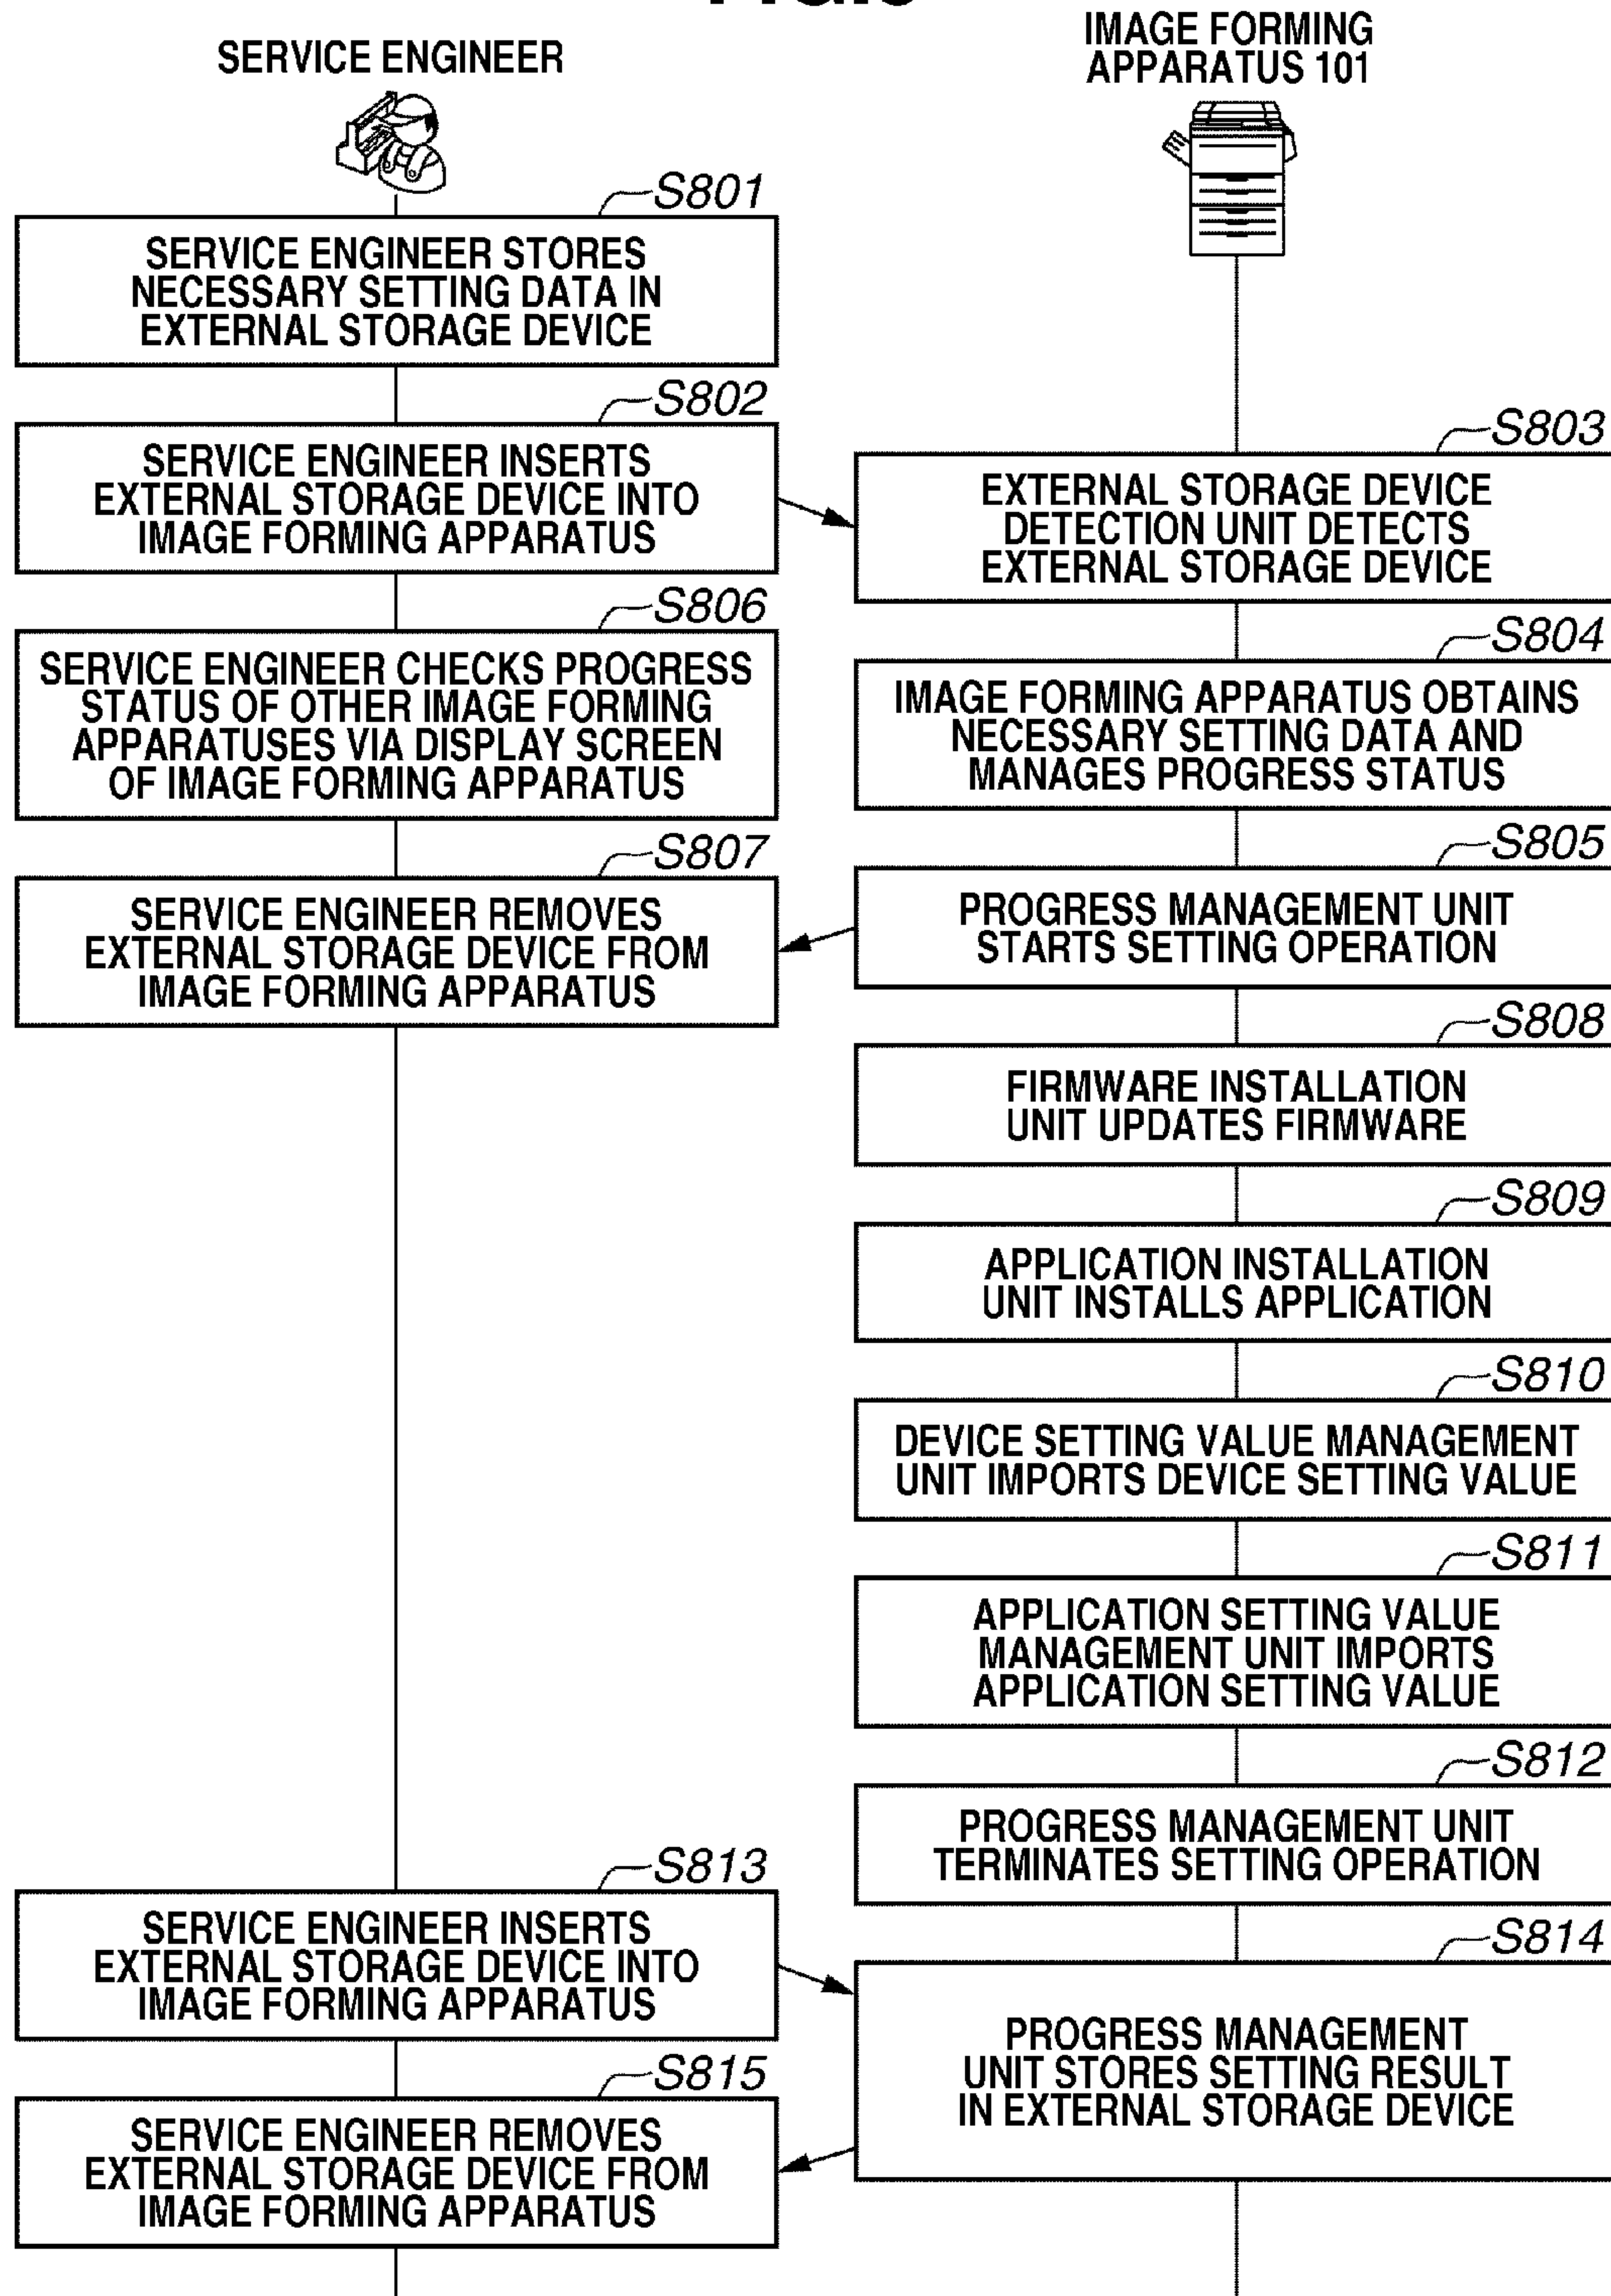 SERVICE ENGINEER
IMAGE FORMING
APPARATUS 101
S801
SERVICE ENGINEER STORES
NECESSARY SETTING DATA IN
EXTERNAL STORAGE DEVICE
S802
SERVICE ENGINEER INSERTS
EXTERNAL STORAGE DEVICE INTO
IMAGE FORMING APPARATUS
S803
EXTERNAL STORAGE DEVICE
DETECTION UNIT DETECTS
EXTERNAL STORAGE DEVICE
S804
IMAGE FORMING APPARATUS OBTAINS
NECESSARY SETTING DATA AND
MANAGES PROGRESS STATUS
S805
PROGRESS MANAGEMENT UNIT
STARTS SETTING OPERATION
S806
SERVICE ENGINEER CHECKS PROGRESS
STATUS OF OTHER IMAGE FORMING
APPARATUSES VIA DISPLAY SCREEN
OF IMAGE FORMING APPARATUS
S807
SERVICE ENGINEER REMOVES
EXTERNAL STORAGE DEVICE FROM
IMAGE FORMING APPARATUS
S808
FIRMWARE INSTALLATION
UNIT UPDATES FIRMWARE
S809
APPLICATION INSTALLATION
UNIT INSTALLS APPLICATION
S810
DEVICE SETTING VALUE MANAGEMENT
UNIT IMPORTS DEVICE SETTING VALUE
S811
APPLICATION SETTING VALUE
MANAGEMENT UNIT IMPORTS
APPLICATION SETTING VALUE
S812
PROGRESS MANAGEMENT UNIT
TERMINATES SETTING OPERATION
S813
SERVICE ENGINEER INSERTS
EXTERNAL STORAGE DEVICE INTO
IMAGE FORMING APPARATUS
S814
PROGRESS MANAGEMENT
UNIT STORES SETTING RESULT
IN EXTERNAL STORAGE DEVICE
S815
SERVICE ENGINEER REMOVES
EXTERNAL STORAGE DEVICE FROM
IMAGE FORMING APPARATUS